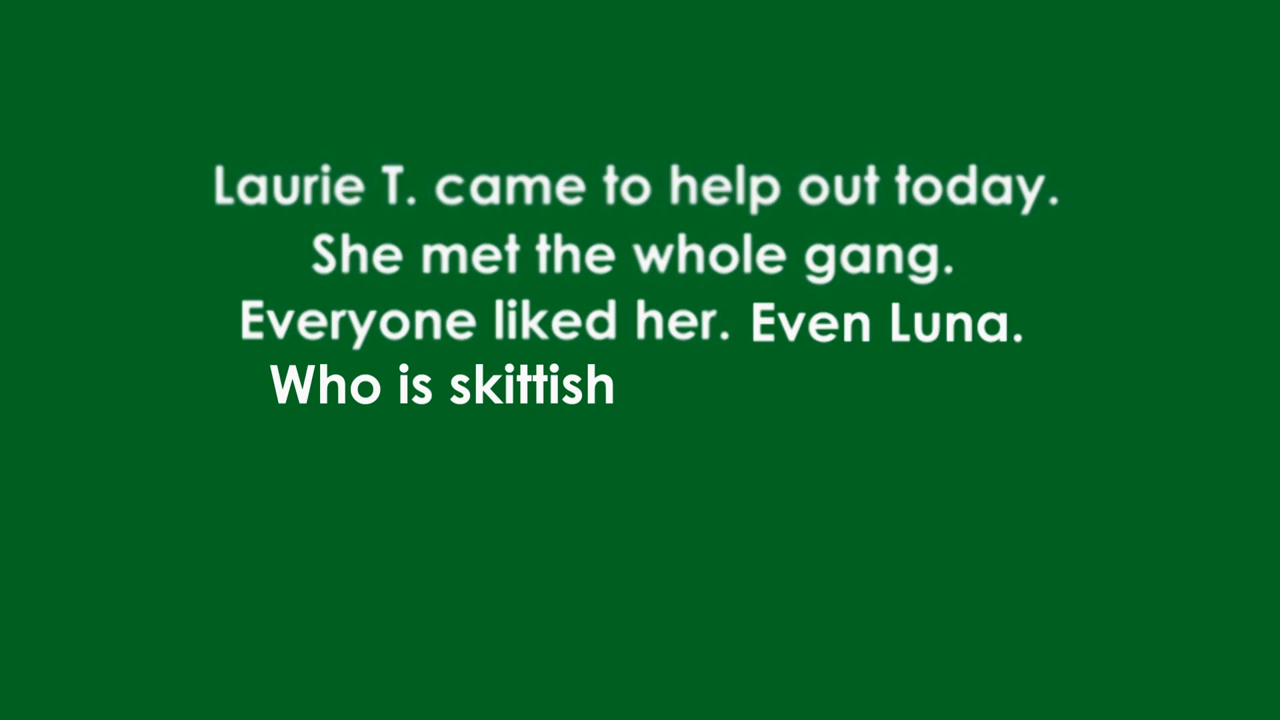 Laurie T. came to help out today.
She met the whole gang.
Everyone liked her. Even Luna.
Who is skittish